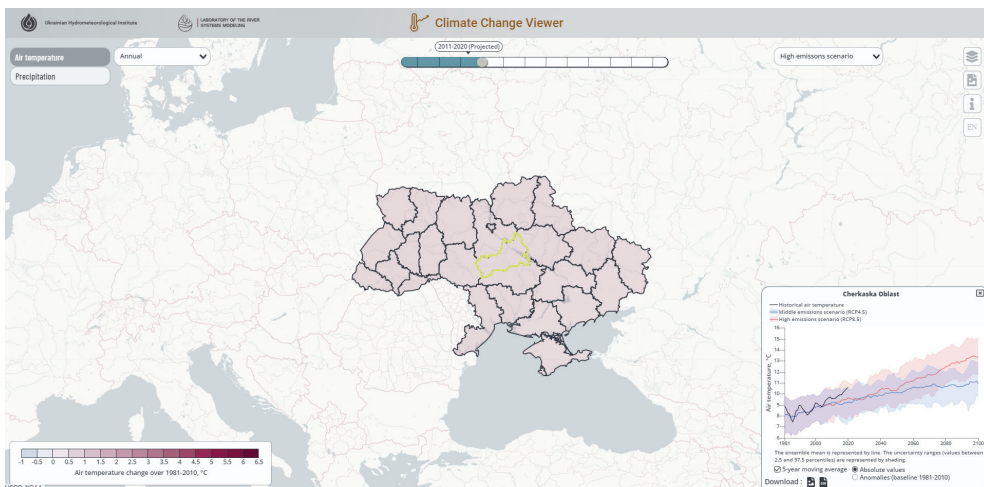 Ukrainian Hydrometeorological Institute
LABORATORY OF THE RIVER
SYSTEMS MODELING
Climate Change Viewer
Air temperature
Annual
2011-2020 (Projected)
High emissons scenario
Precipitation
EN
Cherkaska Oblast
Historical air temperature
Middle emissions scenario (RCP4.5)
High emissions scenario (RCP8.5)
16
15
14
13
12
11
10
9
8
7
6
Air temperature, °C
1981 2000 2020 2040 2060 2080 2100
The ensemble mean is represented by line. The uncertainty ranges (values between
2.5 and 97.5 percentiles) are represented by shading.
5-year moving average Absolute values
Anomalies (baseline 1981-2010)
Download :
-1 -0.5 0 0.5 1 1.5 2 2.5 3 3.5 4 4.5 5 5.5 6 6.5
Air temperature change over 1981-2010, °C